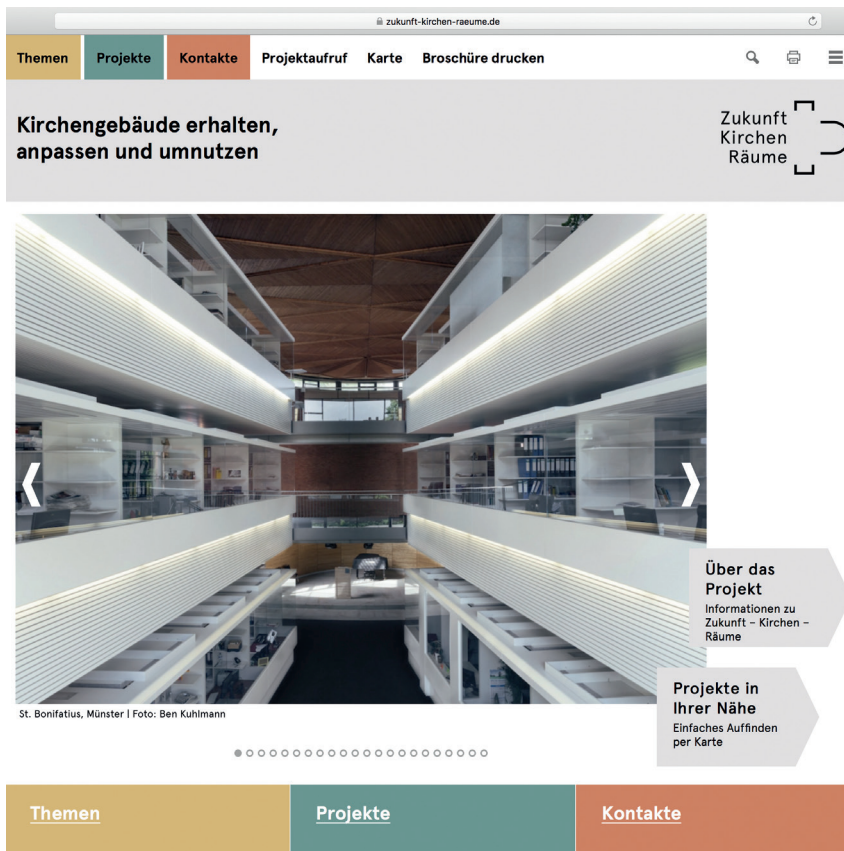 zukunft-kirchen-raeume.de
Themen Projekte Kontakte Projektaufruf Karte Broschüre drucken
Kirchengebäude erhalten,
anpassen und umnutzen
Zukunft
Kirchen
Räume
Über das
Projekt
Informationen zu
Zukunft – Kirchen –
Räume
Projekte in
Ihrer Nähe
Einfaches Auffinden
per Karte
St. Bonifatius, Münster | Foto: Ben Kuhlmann
Themen Projekte Kontakte